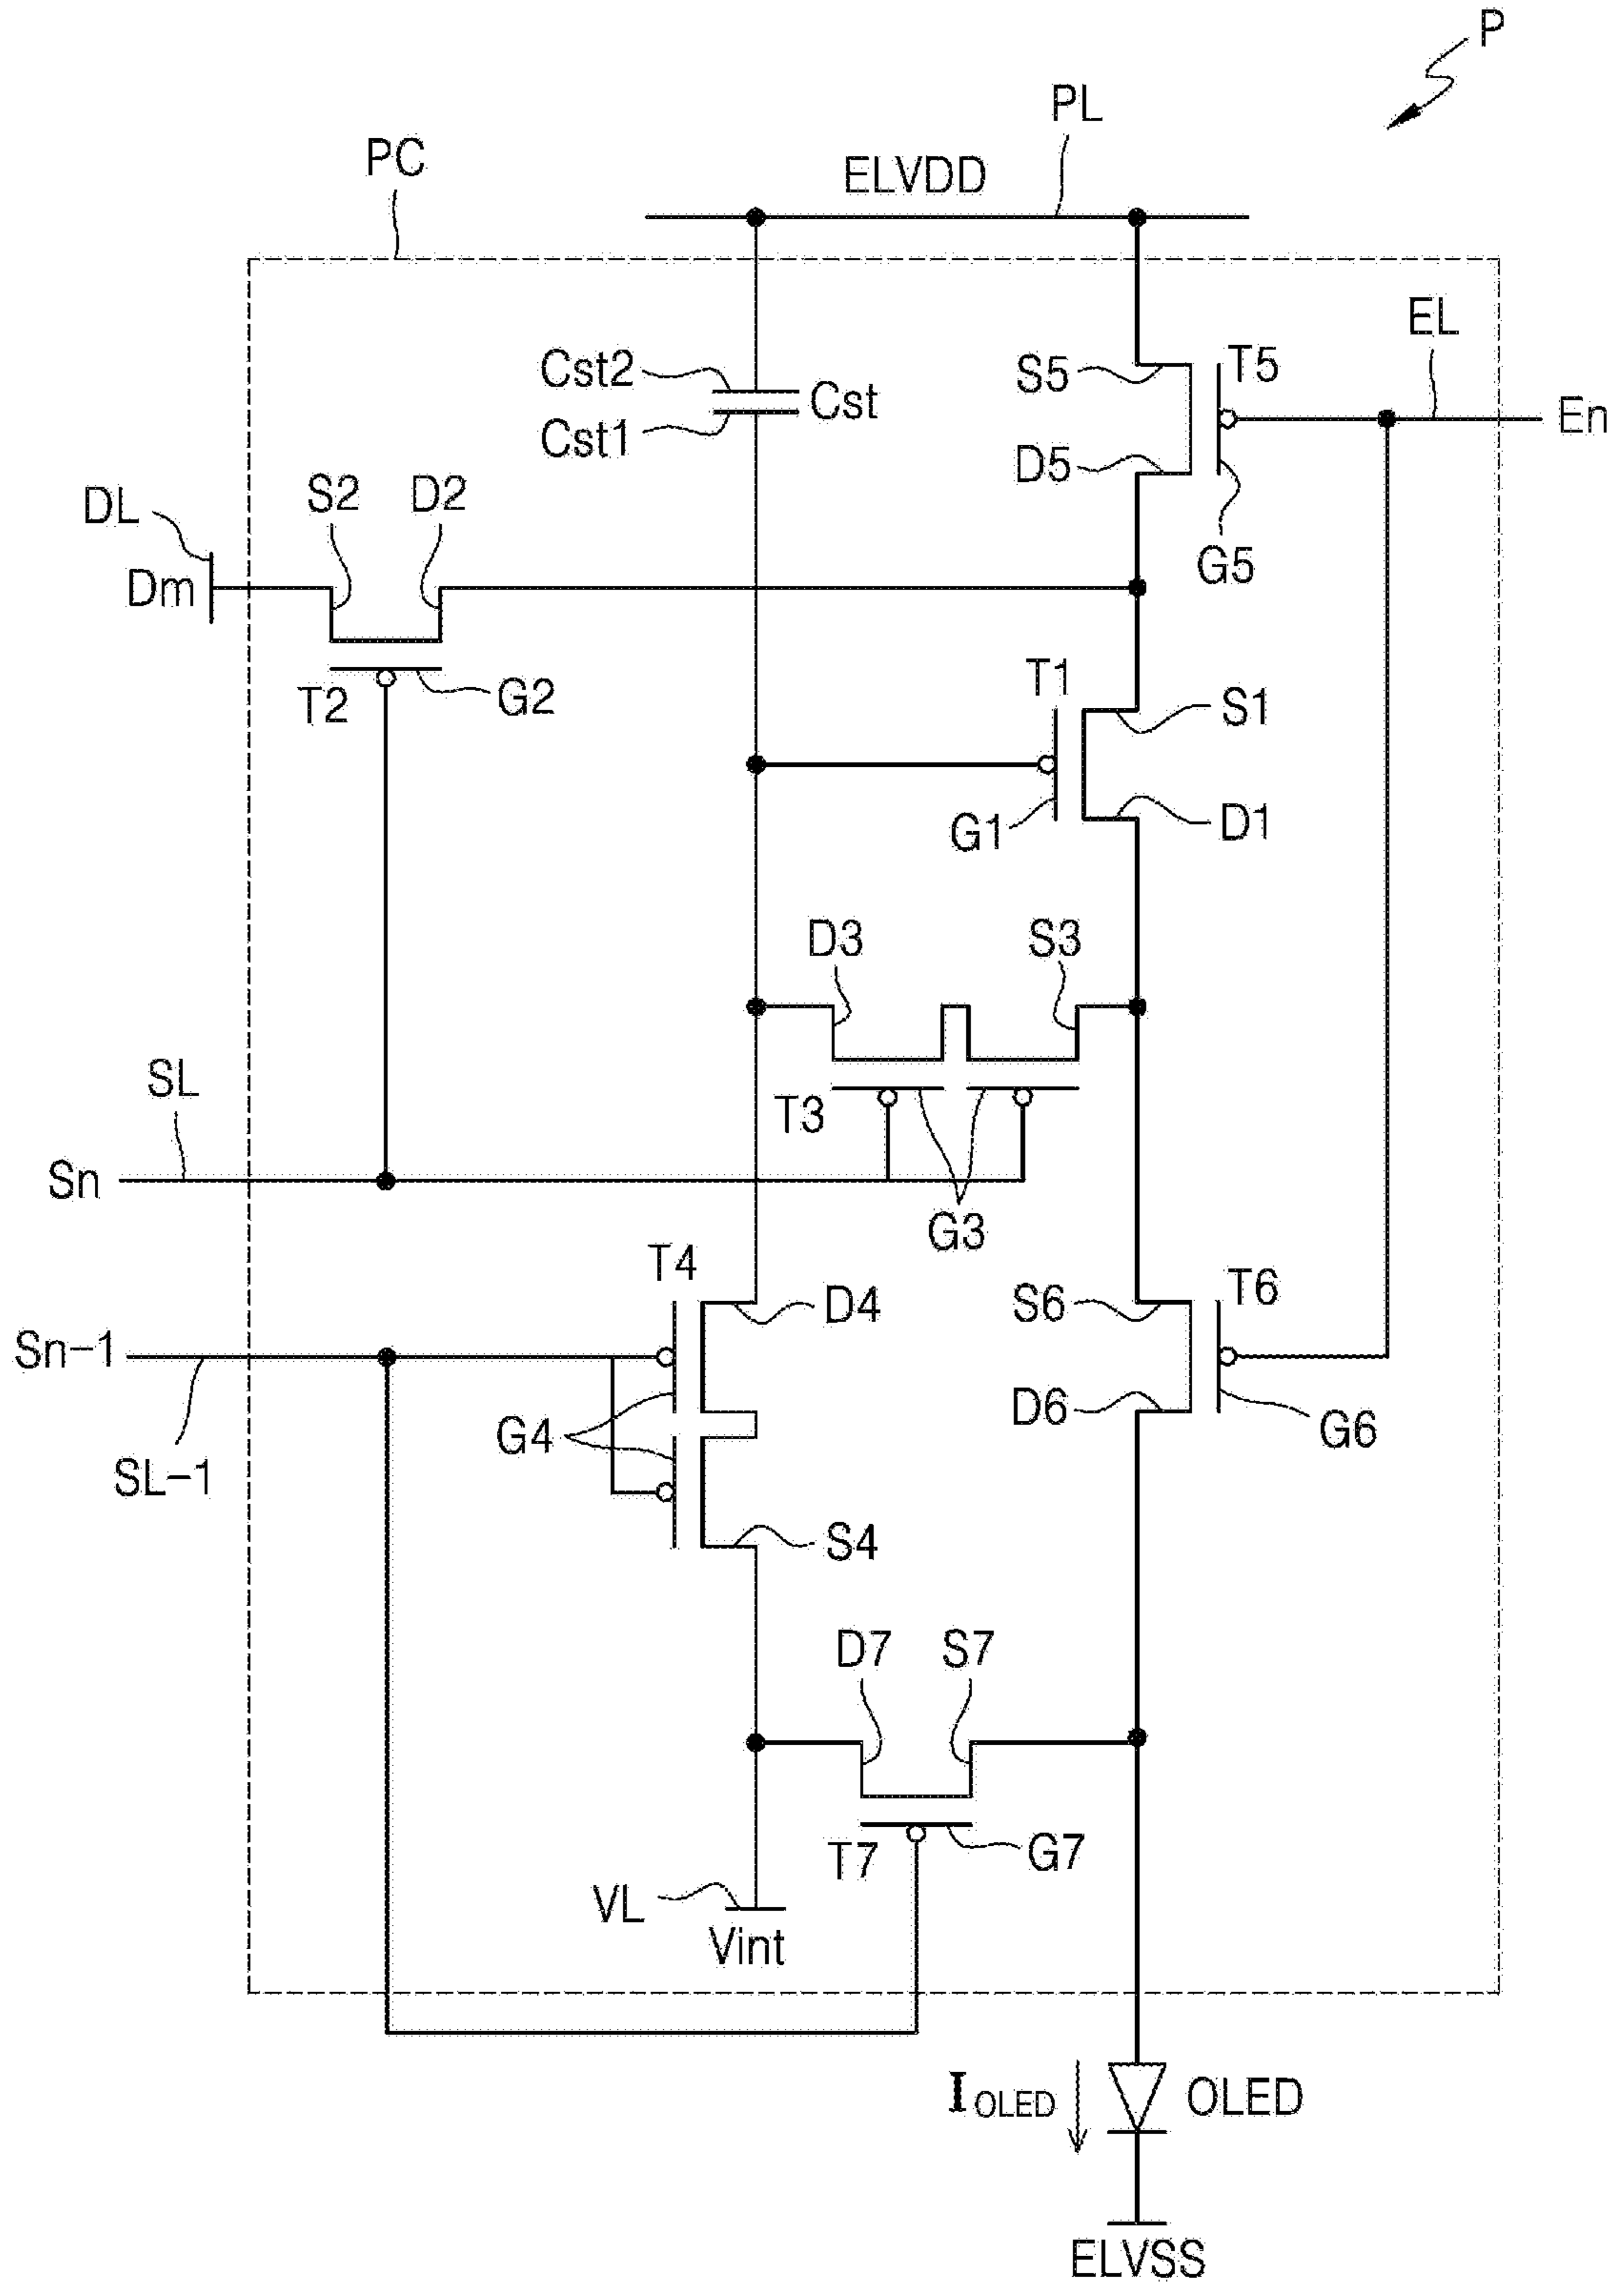 P
PL
PC
ELVDD
EL
Cst2
Cst
Cst1
S5
T5
En
D5
S2
D2
DL
G5
Dm
T1
T2
G2
S1
G1
D1
D3
S3
SL
T3
Sn
G3
T4
D4
S6
T6
Sn-1
D6
G4
G6
SL-1
S4
D7
S7
T7
G7
VL
Vint
IOLED
OLED
ELVSS